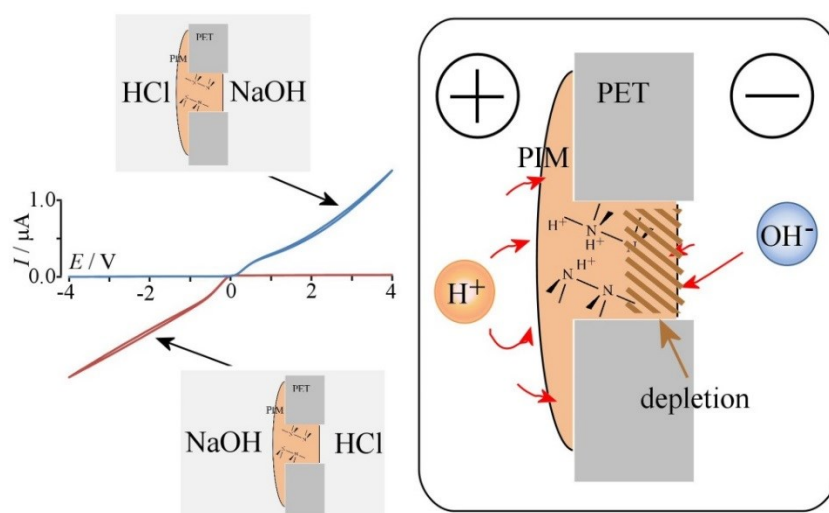 PET
PIM
HCl
NaOH
1.0
I / μA
0.0
E / V
-4
-2
0
2
4
PET
PIM
NaOH
HCl
+
−
PET
PIM
H⁺
N
H⁺
N
H⁺
N
N
H⁺
OH⁻
depletion